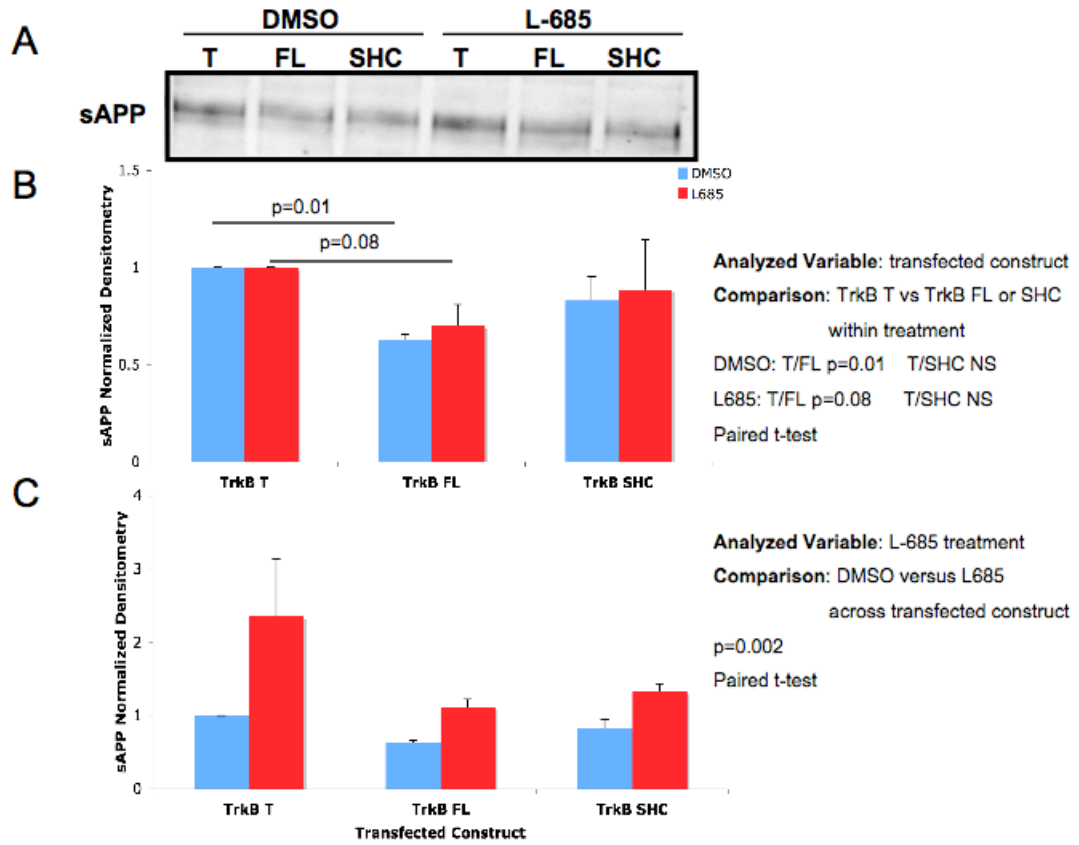 A
DMSO L-685
T FL SHC T FL SHC
sAPP
B
DMSO
L685
sAPP Normalized Densitometry
1.5
1
0.5
0
p=0.01
p=0.08
TrkB T TrkB FL TrkB SHC
Analyzed Variable: transfected construct
Comparison: TrkB T vs TrkB FL or SHC
within treatment
DMSO: T/FL p=0.01 T/SHC NS
L685: T/FL p=0.08 T/SHC NS
Paired t-test
C
sAPP Normalized Densitometry
4
3
2
1
0
TrkB T TrkB FL TrkB SHC
Transfected Construct
Analyzed Variable: L-685 treatment
Comparison: DMSO versus L685
across transfected construct
p=0.002
Paired t-test